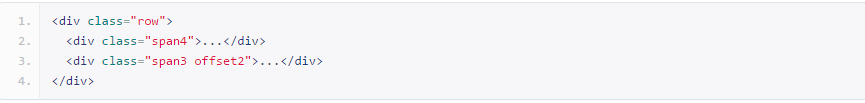 1. <div class="row">
2.   <div class="span4">...</div>
3.   <div class="span3 offset2">...</div>
4. </div>